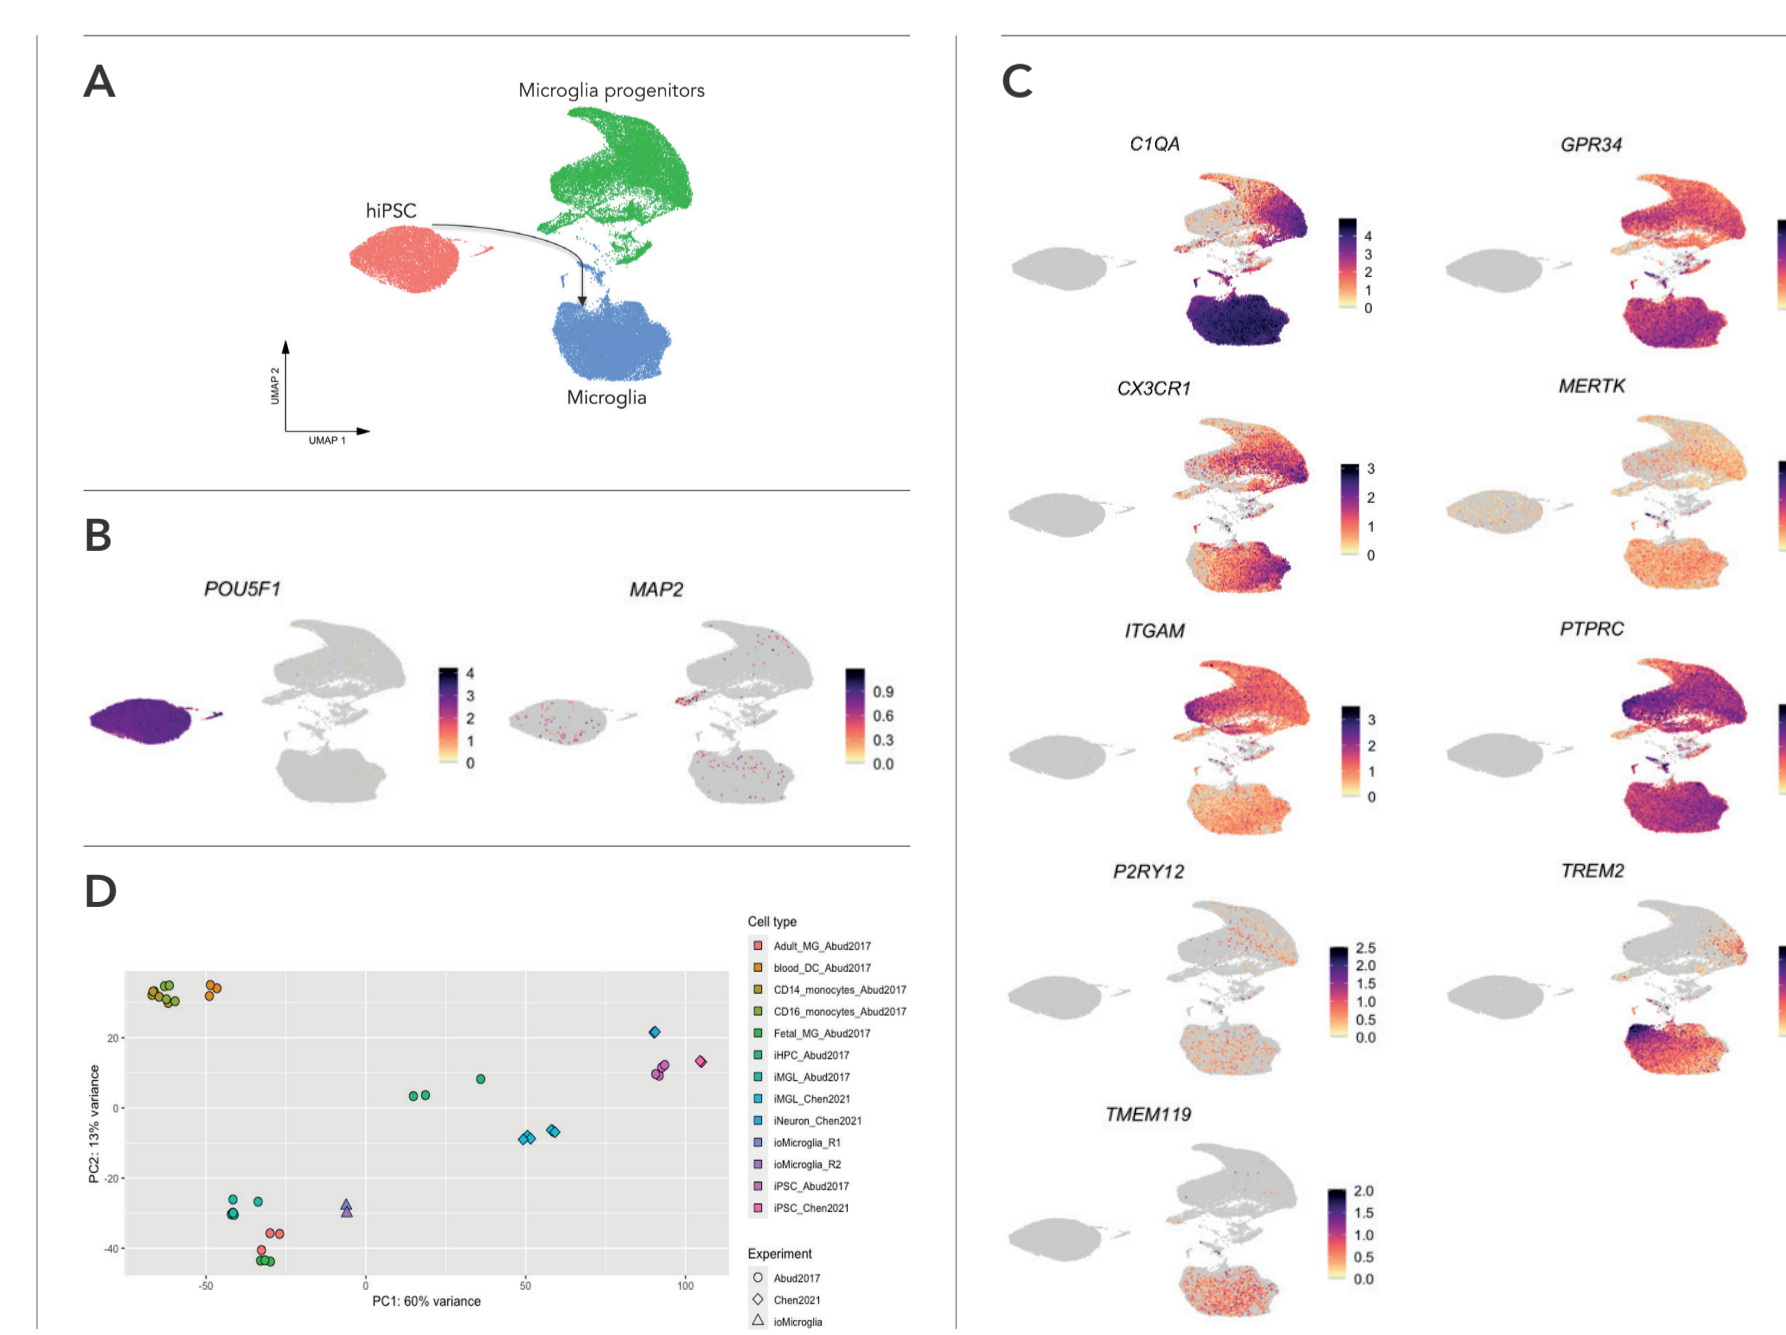 A
Microglia progenitors
hiPSC
Microglia
UMAP 2
UMAP 1
B
POU5F1
4
3
2
1
0
MAP2
0.9
0.6
0.3
0.0
C
C1QA
4
3
2
1
0
GPR34
CX3CR1
3
2
1
0
MERTK
ITGAM
3
2
1
0
PTPRC
P2RY12
2.5
2.0
1.5
1.0
0.5
0.0
TREM2
TMEM119
2.0
1.5
1.0
0.5
0.0
D
PC2: 13% variance
20
0
-20
-40
-50
0
50
100
PC1: 60% variance
Cell type
Adult_MG_Abud2017
blood_DC_Abud2017
CD14_monocytes_Abud2017
CD16_monocytes_Abud2017
Fetal_MG_Abud2017
iHPC_Abud2017
iMGL_Abud2017
iMGL_Chen2021
iNeuron_Chen2021
ioMicroglia_R1
ioMicroglia_R2
iPSC_Abud2017
iPSC_Chen2021
Experiment
Abud2017
Chen2021
ioMicroglia